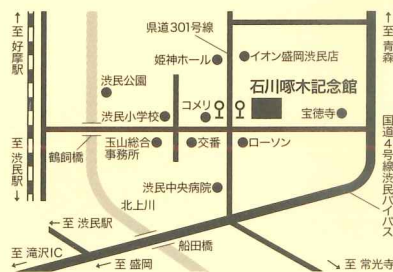 県道301号線
↑至 好摩駅
↑至 青森
姫神ホール
イオン盛岡渋民店
渋民公園
石川啄木記念館
渋民小学校
コメリ
宝徳寺
玉山総合
事務所
交番
ローソン
鶴飼橋
至 渋民駅↓
国道4号線渋民バイパス
渋民中央病院
北上川
←至 渋民駅
船田橋
←至 滝沢IC
←至 盛岡
→至 常光寺